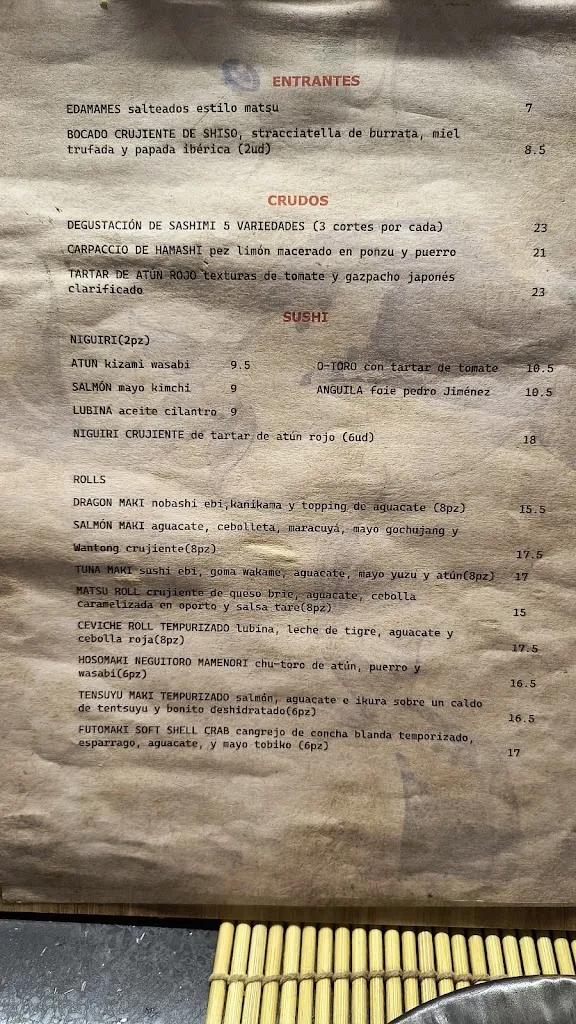 ENTRANTES
EDAMAMES salteados estilo matsu 7
BOCADO CRUJIENTE DE SHISO, stracciatella de burrata, miel
trufada y papada ibérica (2ud) 8.5
CRUDOS
DEGUSTACIÓN DE SASHIMI 5 VARIEDADES (3 cortes por cada) 23
CARPACCIO DE HAMASHI pez limón macerado en ponzu y puerro 21
TARTAR DE ATÚN ROJO texturas de tomate y gazpacho japonés
clarificado 23
SUSHI
NIGUIRI(2pz)
ATUN kizami wasabi 9.5 O-TORO con tartar de tomate 10.5
SALMÓN mayo kimchi 9 ANGUILA foie pedro Jiménez 10.5
LUBINA aceite cilantro 9
NIGUIRI CRUJIENTE de tartar de atún rojo (6ud) 18
ROLLS
DRAGON MAKI nobashi ebi,kanikama y topping de aguacate (8pz) 15.5
SALMÓN MAKI aguacate, cebolleta, maracuyá, mayo gochujang y
Wantong crujiente(8pz) 17.5
TUNA MAKI sushi ebi, goma wakame, aguacate, mayo yuzu y atún(8pz) 17
MATSU ROLL crujiente de queso brie, aguacate, cebolla
caramelizada en oporto y salsa tare(8pz) 15
CEVICHE ROLL TEMPURIZADO lubina, leche de tigre, aguacate y
cebolla roja(8pz) 17.5
HOSOMAKI NEGUITORO MAMENORI chu-toro de atún, puerro y
wasabi(6pz) 16.5
TENSUYU MAKI TEMPURIZADO salmón, aguacate e ikura sobre un caldo
de tentsuyu y bonito deshidratado(6pz) 16.5
FUTOMAKI SOFT SHELL CRAB cangrejo de concha blanda temporizado,
esparrago, aguacate, y mayo tobiko (6pz) 17